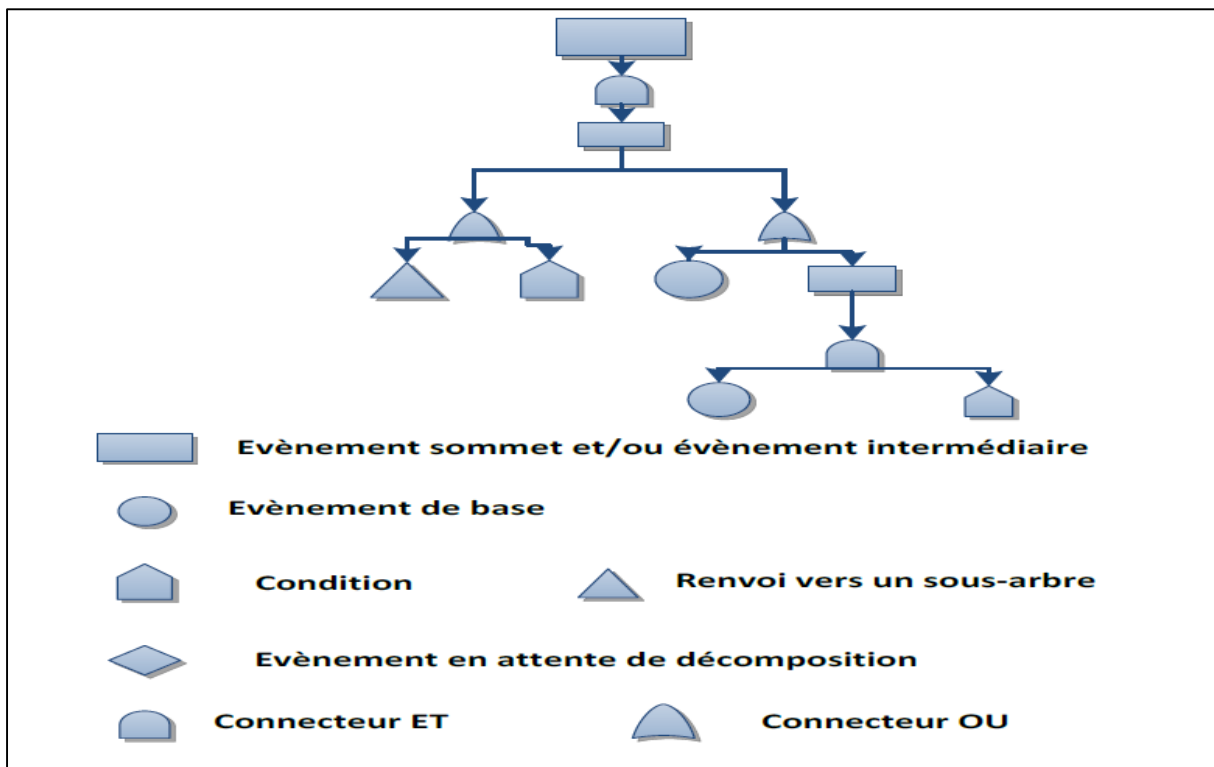 Evènement sommet et/ou évènement intermédiaire
Evènement de base
Condition
Renvoi vers un sous-arbre
Evènement en attente de décomposition
Connecteur ET
Connecteur OU